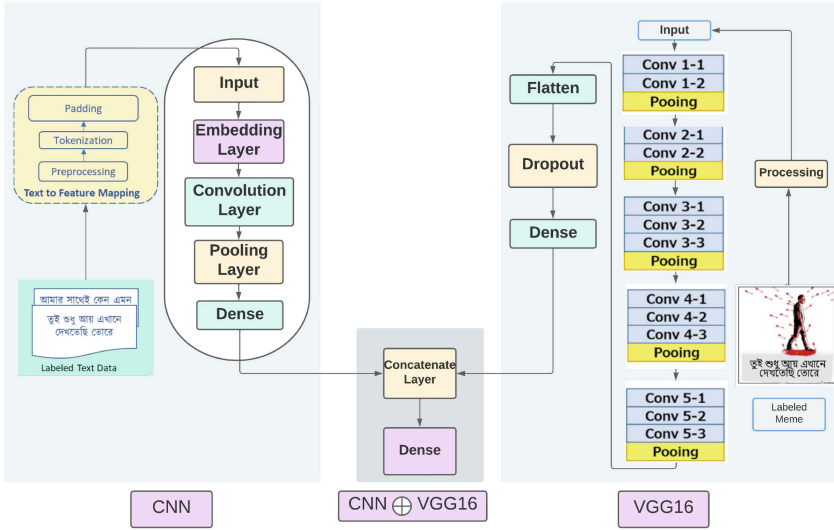 Padding
Tokenization
Preprocessing
Text to Feature Mapping
আমার সাথেই কেন এমন
তুই শুধু আয় এখানে
দেখতেছি তোরে
Labeled Text Data
Input
Embedding
Layer
Convolution
Layer
Pooling
Layer
Dense
Concatenate
Layer
Dense
Flatten
Dropout
Dense
Input
Conv 1-1
Conv 1-2
Pooing
Conv 2-1
Conv 2-2
Pooing
Conv 3-1
Conv 3-2
Conv 3-3
Pooing
Conv 4-1
Conv 4-2
Conv 4-3
Pooing
Conv 5-1
Conv 5-2
Conv 5-3
Pooing
Processing
তুই শুধু আয় এখানে
দেখতেছি তোরে
Labeled
Meme
CNN
CNN ⊕ VGG16
VGG16